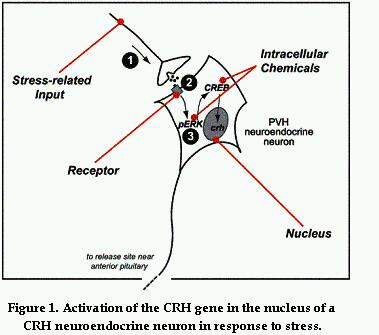 1
Stress-related
Input
2
Intracellular
Chemicals
CREB
pERK
3
crh
PVH
neuroendocrine
neuron
Receptor
Nucleus
to release site near
anterior pituitary
Figure 1. Activation of the CRH gene in the nucleus of a
CRH neuroendocrine neuron in response to stress.